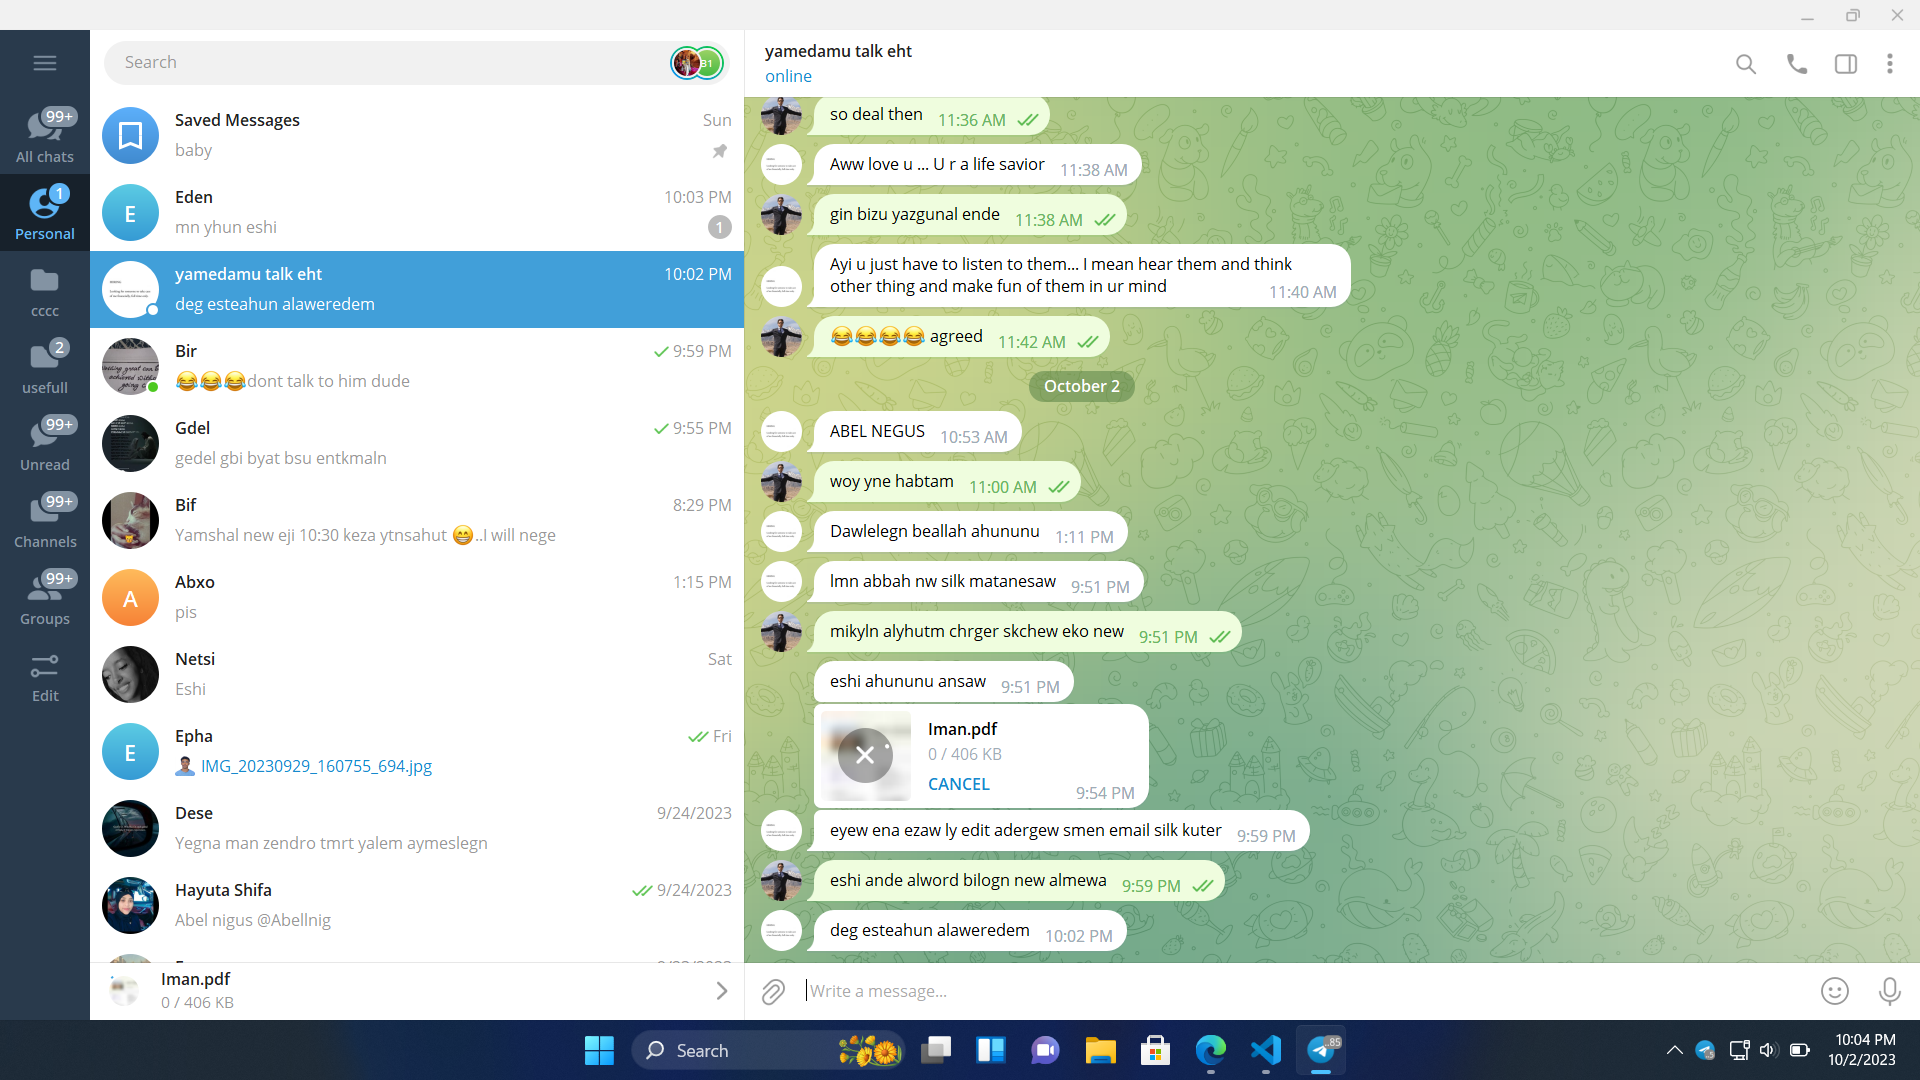 Search
B1
99+
All chats
1
Personal
cccc
2
usefull
99+
Unread
99+
Channels
99+
Groups
Edit
Saved Messages Sun
baby
E
Eden 10:03 PM
mn yhun eshi 1
yamedamu talk eht 10:02 PM
deg esteahun alaweredem
Bir 9:59 PM
😂😂😂dont talk to him dude
Gdel 9:55 PM
gedel gbi byat bsu entkmaln
Bif 8:29 PM
Yamshal new eji 10:30 keza ytnsahut 😁..I will nege
A
Abxo 1:15 PM
pis
Netsi Sat
Eshi
E
Epha Fri
IMG_20230929_160755_694.jpg
Dese 9/24/2023
Yegna man zendro tmrt yalem aymeslegn
Hayuta Shifa 9/24/2023
Abel nigus @Abellnig
Iman.pdf
0 / 406 KB
yamedamu talk eht
online
so deal then 11:36 AM
Aww love u ... U r a life savior 11:38 AM
gin bizu yazgunal ende 11:38 AM
Ayi u just have to listen to them... I mean hear them and think
other thing and make fun of them in ur mind 11:40 AM
😂😂😂😂 agreed 11:42 AM
October 2
ABEL NEGUS 10:53 AM
woy yne habtam 11:00 AM
Dawlelegn beallah ahununu 1:11 PM
lmn abbah nw silk matanesaw 9:51 PM
mikyln alyhutm chrger skchew eko new 9:51 PM
eshi ahununu ansaw 9:51 PM
Iman.pdf
0 / 406 KB
CANCEL 9:54 PM
eyew ena ezaw ly edit adergew smen email silk kuter 9:59 PM
eshi ande alword bilogn new almewa 9:59 PM
deg esteahun alaweredem 10:02 PM
Write a message...
Search
..85
10:04 PM
10/2/2023